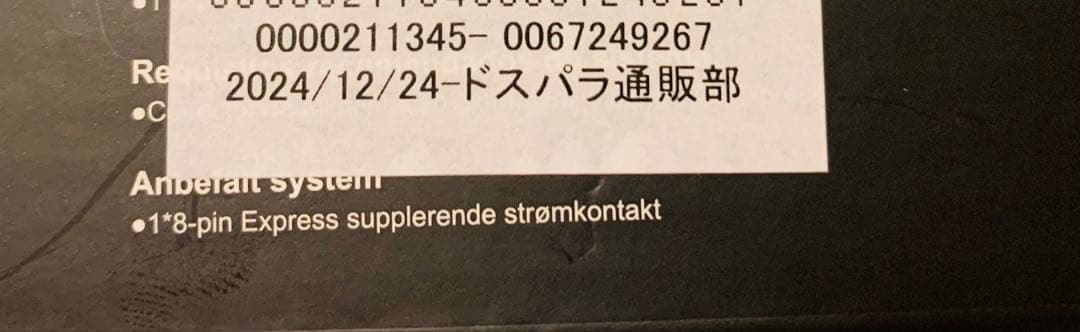 0000211345- 0067249267
Re
2024/12/24-ドスパラ通販部
●C
Anbefalt system
●1*8-pin Express supplerende strømkontakt